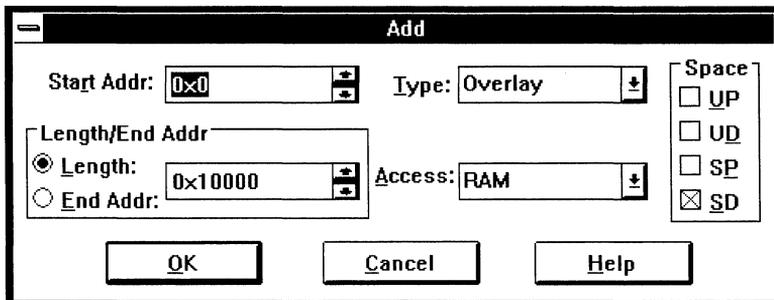 Add
Start Addr: 0x0
Type: Overlay
Space
UP
UD
SP
SD
Length/End Addr
Length:
End Addr:
0x10000
Access: RAM
OK Cancel Help